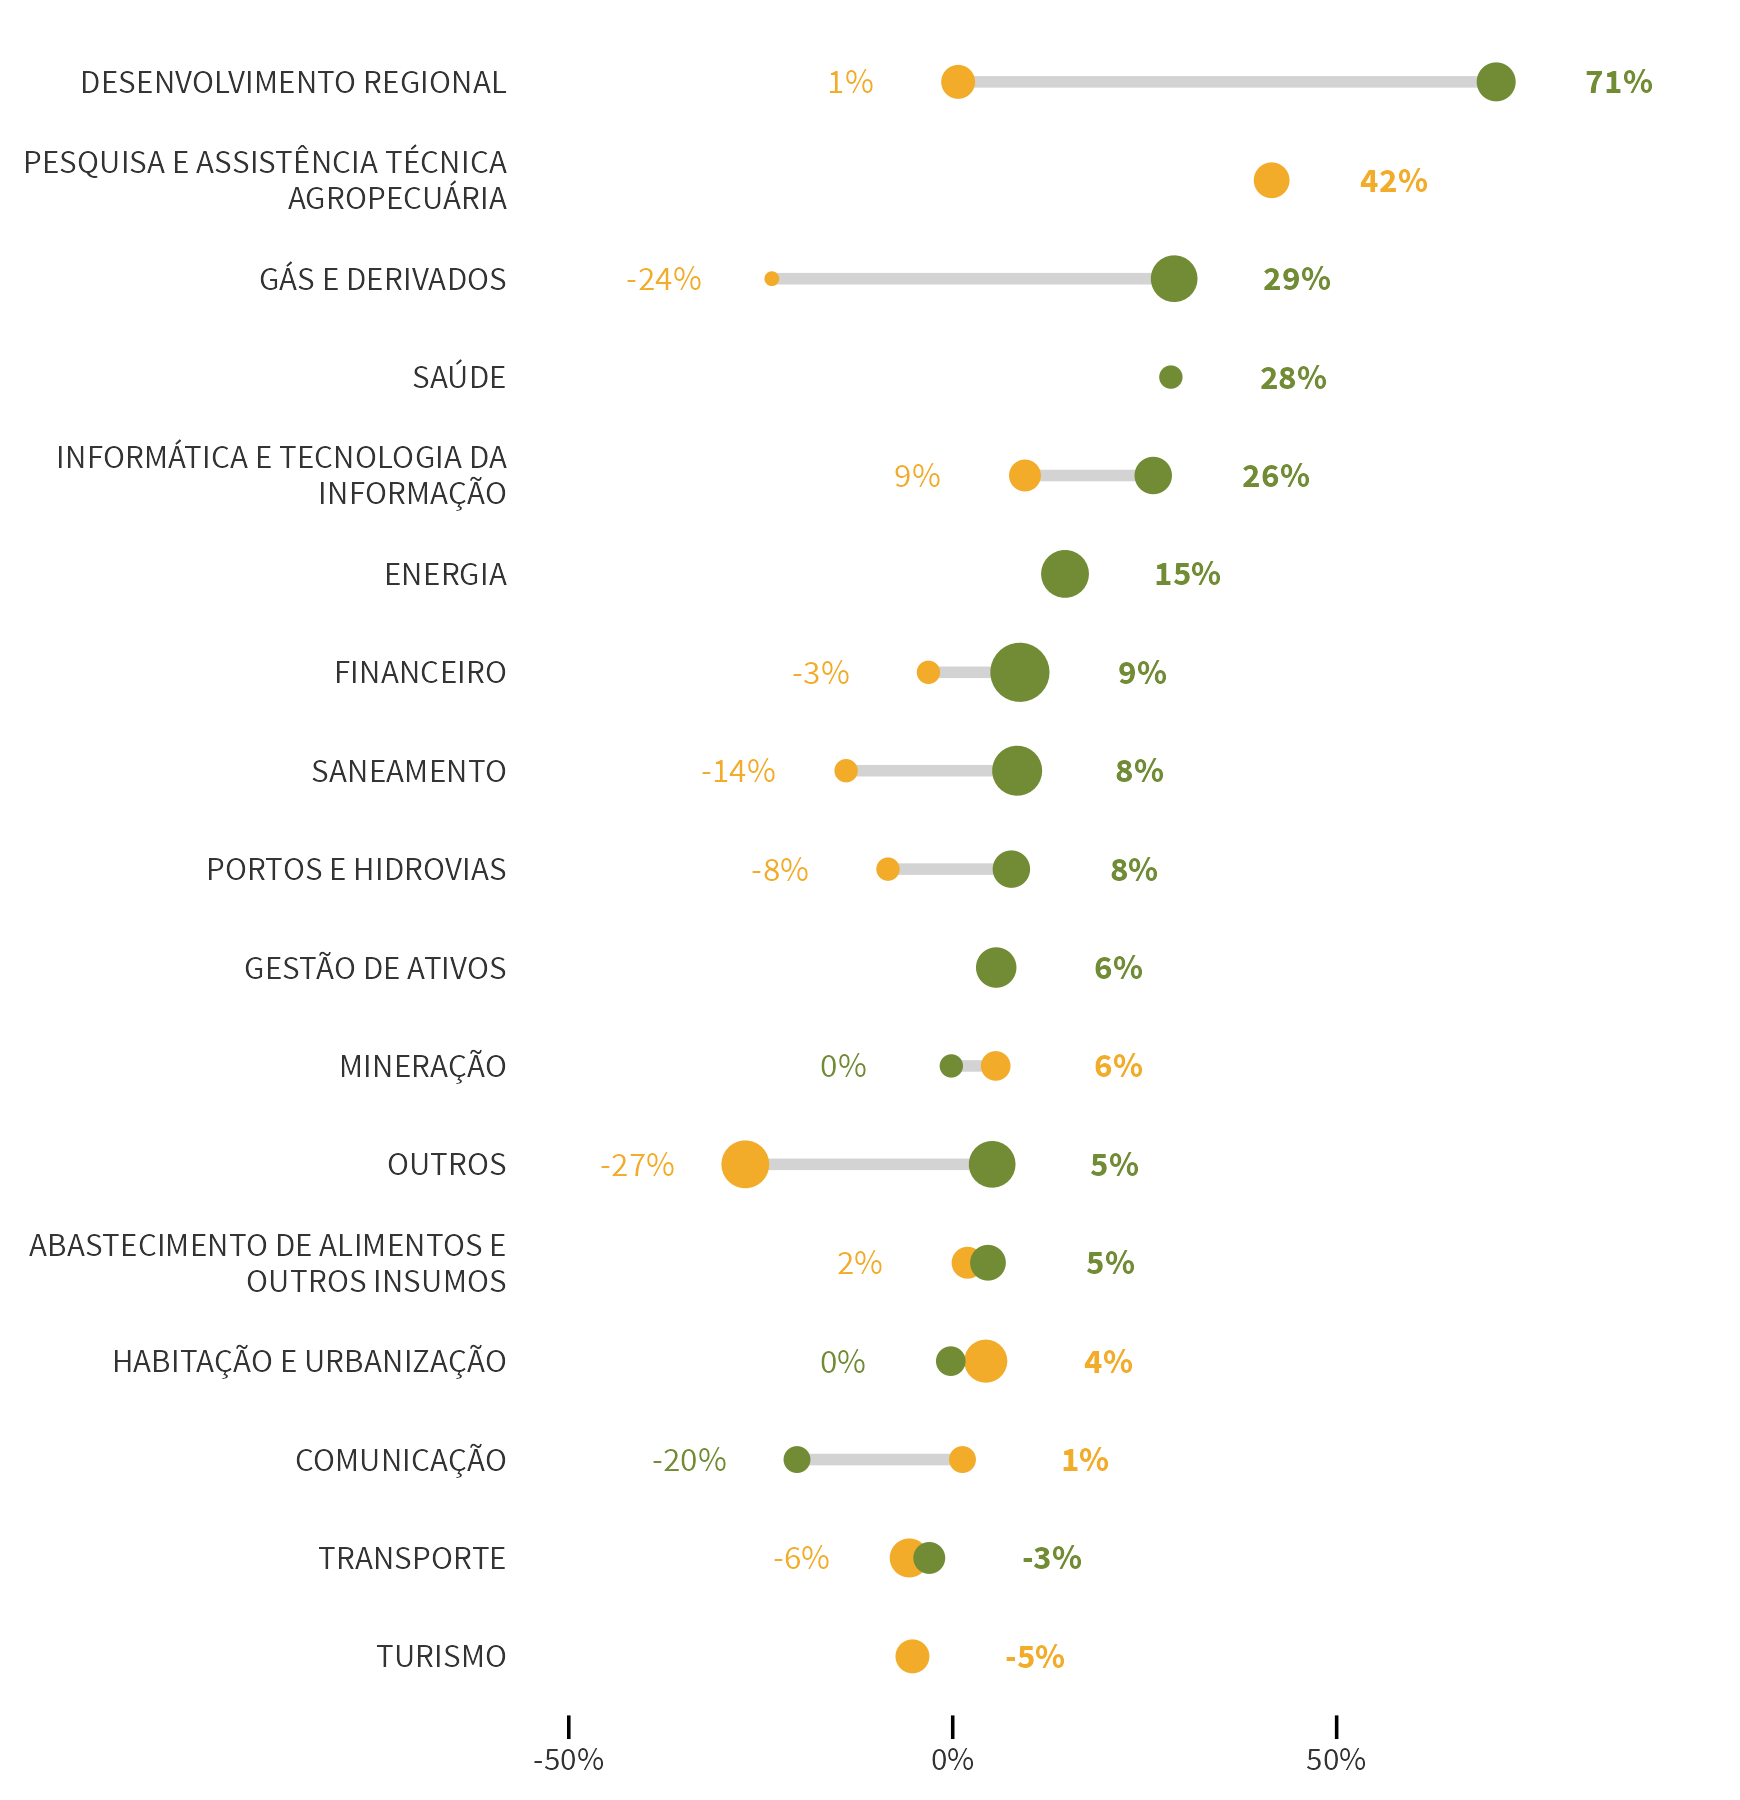 DESENVOLVIMENTO REGIONAL 1% 71%
PESQUISA E ASSISTÊNCIA TÉCNICA
AGROPECUÁRIA 42%
GÁS E DERIVADOS -24% 29%
SAÚDE 28%
INFORMÁTICA E TECNOLOGIA DA
INFORMAÇÃO 9% 26%
ENERGIA 15%
FINANCEIRO -3% 9%
SANEAMENTO -14% 8%
PORTOS E HIDROVIAS -8% 8%
GESTÃO DE ATIVOS 6%
MINERAÇÃO 0% 6%
OUTROS -27% 5%
ABASTECIMENTO DE ALIMENTOS E
OUTROS INSUMOS 2% 5%
HABITAÇÃO E URBANIZAÇÃO 0% 4%
COMUNICAÇÃO -20% 1%
TRANSPORTE -6% -3%
TURISMO -5%
-50% 0% 50%